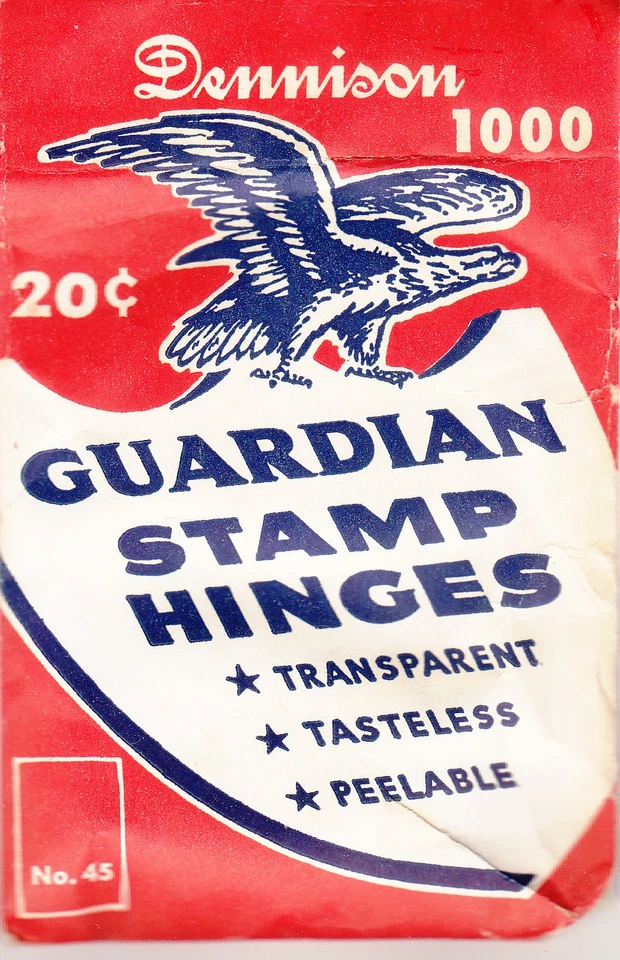 Dennison
1000
20¢
GUARDIAN
STAMP
HINGES
★ TRANSPARENT
★ TASTELESS
★ PEELABLE
No. 45